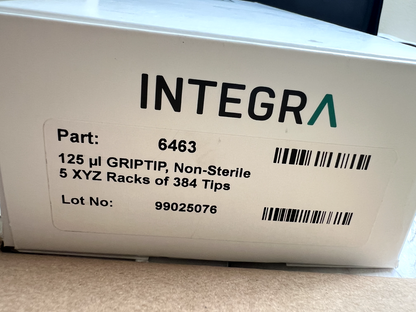 INTEGRA
Part: 6463
125 µl GRIPTIP, Non-Sterile
5 XYZ Racks of 384 Tips
Lot No: 99025076